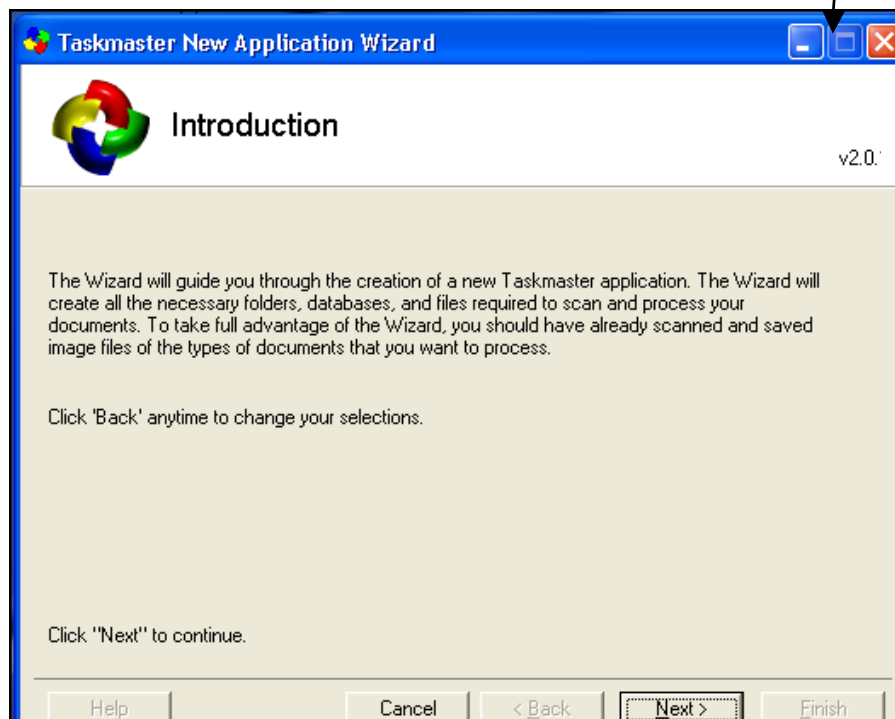 Taskmaster New Application Wizard
Introduction
v2.0.
The Wizard will guide you through the creation of a new Taskmaster application. The Wizard will
create all the necessary folders, databases, and files required to scan and process your
documents. To take full advantage of the Wizard, you should have already scanned and saved
image files of the types of documents that you want to process.
Click 'Back' anytime to change your selections.
Click "Next" to continue.
Help Cancel < Back Next > Finish